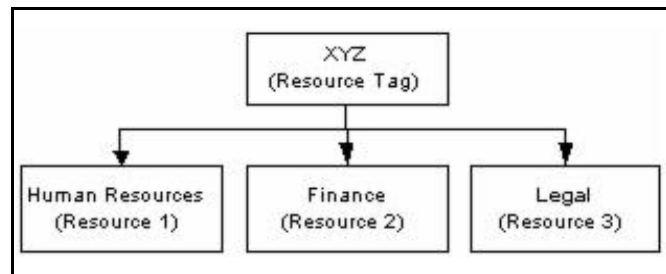 XYZ
(Resource Tag)
Human Resources
(Resource 1)
Finance
(Resource 2)
Legal
(Resource 3)